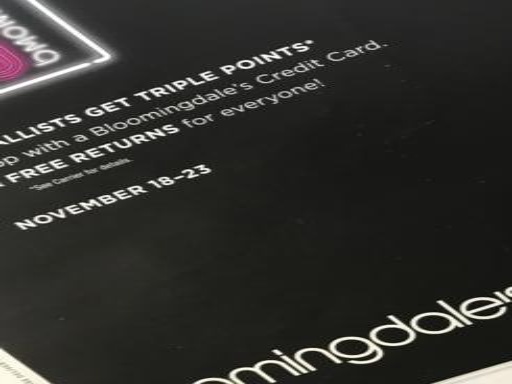 ALLISTS GET TRIPLE POINTS*
op with a Bloomingdale's Credit Card.
FREE RETURNS for everyone!
*See Carrier for details.
NOVEMBER 18–23
omingdale's